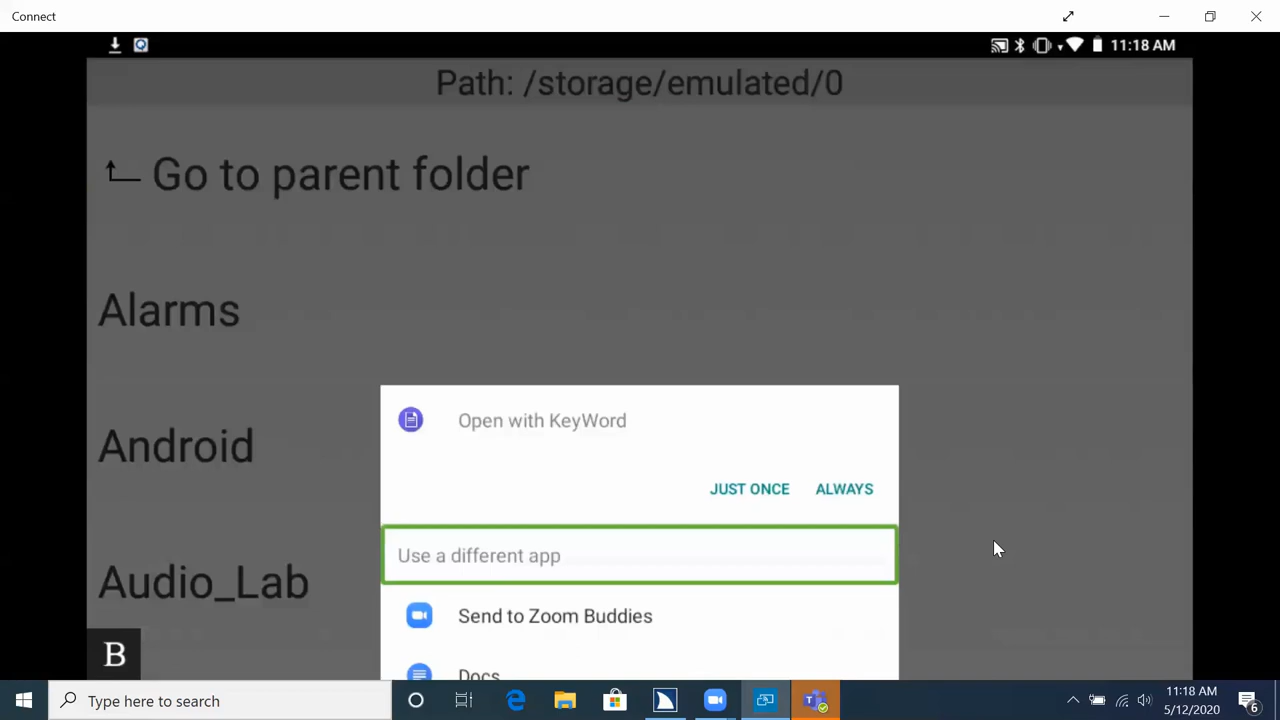 Connect
11:18 AM
Path: /storage/emulated/0
Go to parent folder
Alarms
Android
Audio_Lab
Open with KeyWord
JUST ONCE ALWAYS
Use a different app
Send to Zoom Buddies
Docs
B
Type here to search
11:18 AM
5/12/2020
6